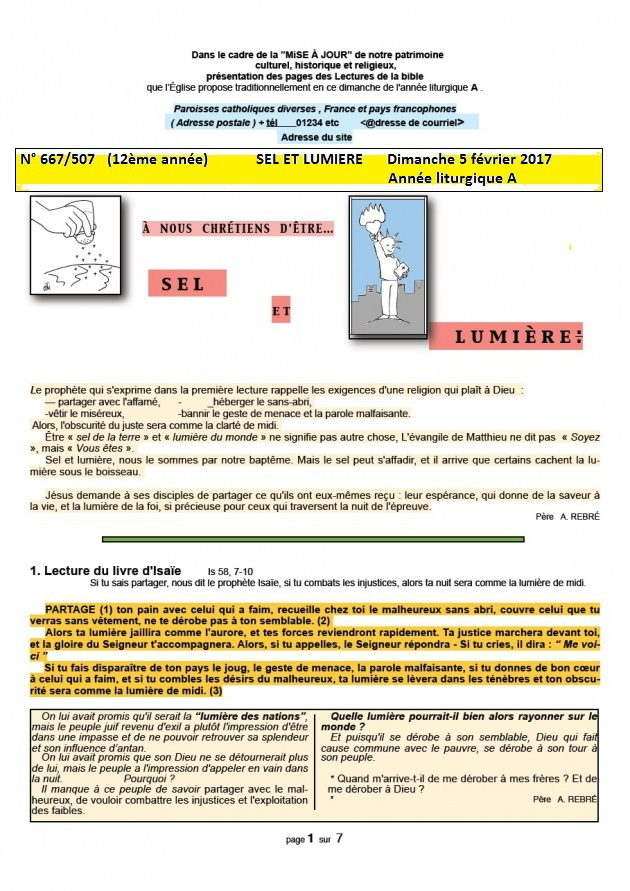 Dans le cadre de la "MiSE À JOUR" de notre patrimoine
culturel, historique et religieux,
présentation des pages des Lectures de la bible
que l'Église propose traditionnellement en ce dimanche de l'année liturgique A .
Paroisses catholiques diverses , France et pays francophones
( Adresse postale ) + tél 01234 etc <@dresse de courriel>
Adresse du site
N° 667/507 (12ème année) SEL ET LUMIERE Dimanche 5 février 2017
Année liturgique A
À NOUS CHRÉTIENS D'ÊTRE...
SEL
ET
LUMIÈRE:
Le prophète qui s'exprime dans la première lecture rappelle les exigences d'une religion qui plaît à Dieu :
— partager avec l'affamé, - _héberger le sans-abri,
-vêtir le miséreux, -bannir le geste de menace et la parole malfaisante.
Alors, l'obscurité du juste sera comme la clarté de midi.
Être « sel de la terre » et « lumière du monde » ne signifie pas autre chose, L'évangile de Matthieu ne dit pas « Soyez
», mais « Vous êtes ».
Sel et lumière, nous le sommes par notre baptême. Mais le sel peut s'affadir, et il arrive que certains cachent la lu-
mière sous le boisseau.
Jésus demande à ses disciples de partager ce qu'ils ont eux-mêmes reçu : leur espérance, qui donne de la saveur à
la vie, et la lumière de la foi, si précieuse pour ceux qui traversent la nuit de l'épreuve.
Père A. REBRÉ
1. Lecture du livre d'Isaïe Is 58, 7-10
Si tu sais partager, nous dit le prophète Isaïe, si tu combats les injustices, alors ta nuit sera comme la lumière de midi.
PARTAGE (1) ton pain avec celui qui a faim, recueille chez toi le malheureux sans abri, couvre celui que tu
verras sans vêtement, ne te dérobe pas à ton semblable. (2)
Alors ta lumière jaillira comme l'aurore, et tes forces reviendront rapidement. Ta justice marchera devant toi,
et la gloire du Seigneur t'accompagnera. Alors, si tu appelles, le Seigneur répondra - Si tu cries, il dira : “ Me voi-
ci ”
Si tu fais disparaître de ton pays le joug, le geste de menace, la parole malfaisante, si tu donnes de bon cœur
à celui qui a faim, et si tu combles les désirs du malheureux, ta lumière se lèvera dans les ténèbres et ton obscu-
rité sera comme la lumière de midi. (3)
On lui avait promis qu'il serait la "lumière des nations",
mais le peuple juif revenu d'exil a plutôt l'impression d'être
dans une impasse et de ne pouvoir retrouver sa splendeur
et son influence d'antan.
On lui avait promis que son Dieu ne se détournerait plus
de lui, mais le peuple a l'impression d'appeler en vain dans
la nuit. Pourquoi ?
Il manque à ce peuple de savoir partager avec le mal-
heureux, de vouloir combattre les injustices et l'exploitation
des faibles.
Quelle lumière pourrait-il bien alors rayonner sur le
monde ?
Et puisqu'il se dérobe à son semblable, Dieu qui fait
cause commune avec le pauvre, se dérobe à son tour à
son peuple.
* Quand m'arrive-t-il de me dérober à mes frères ? Et de
me dérober à Dieu ?
* Père A. REBRÉ
page 1 sur 7